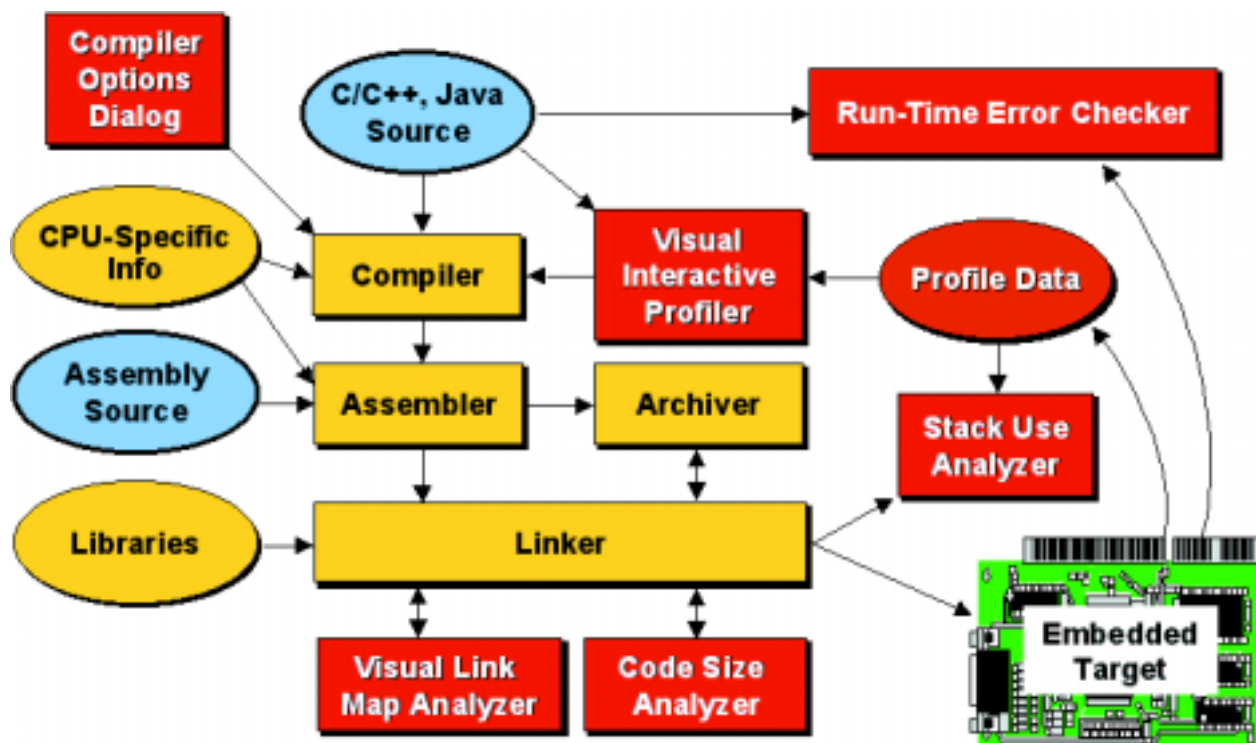 Compiler
Options
Dialog
C/C++, Java
Source
Run-Time Error Checker
CPU-Specific
Info
Compiler
Visual
Interactive
Profiler
Profile Data
Assembly
Source
Assembler
Archiver
Stack Use
Analyzer
Libraries
Linker
Embedded
Target
Visual Link
Map Analyzer
Code Size
Analyzer